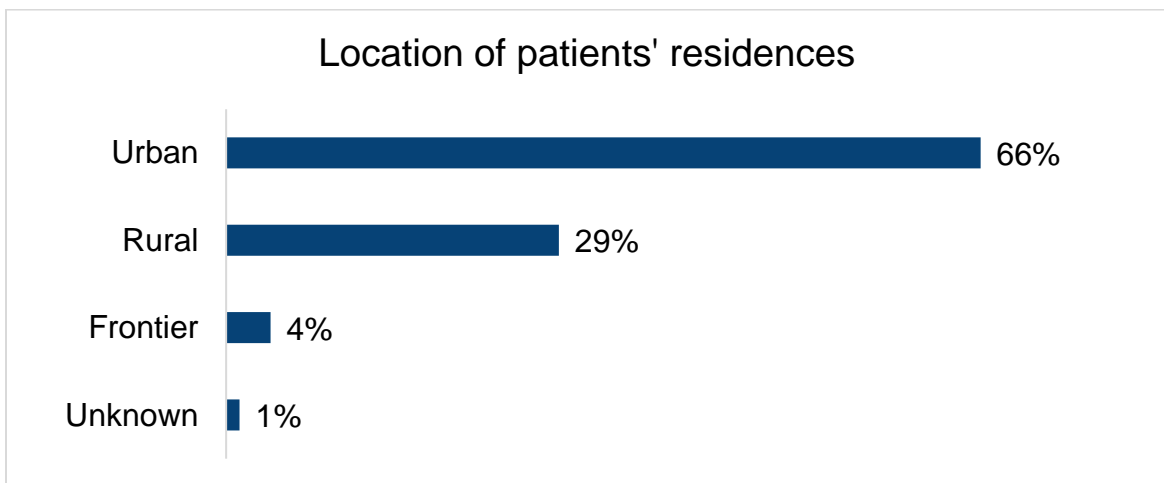 Location of patients' residences
Urban 66%
Rural 29%
Frontier 4%
Unknown 1%